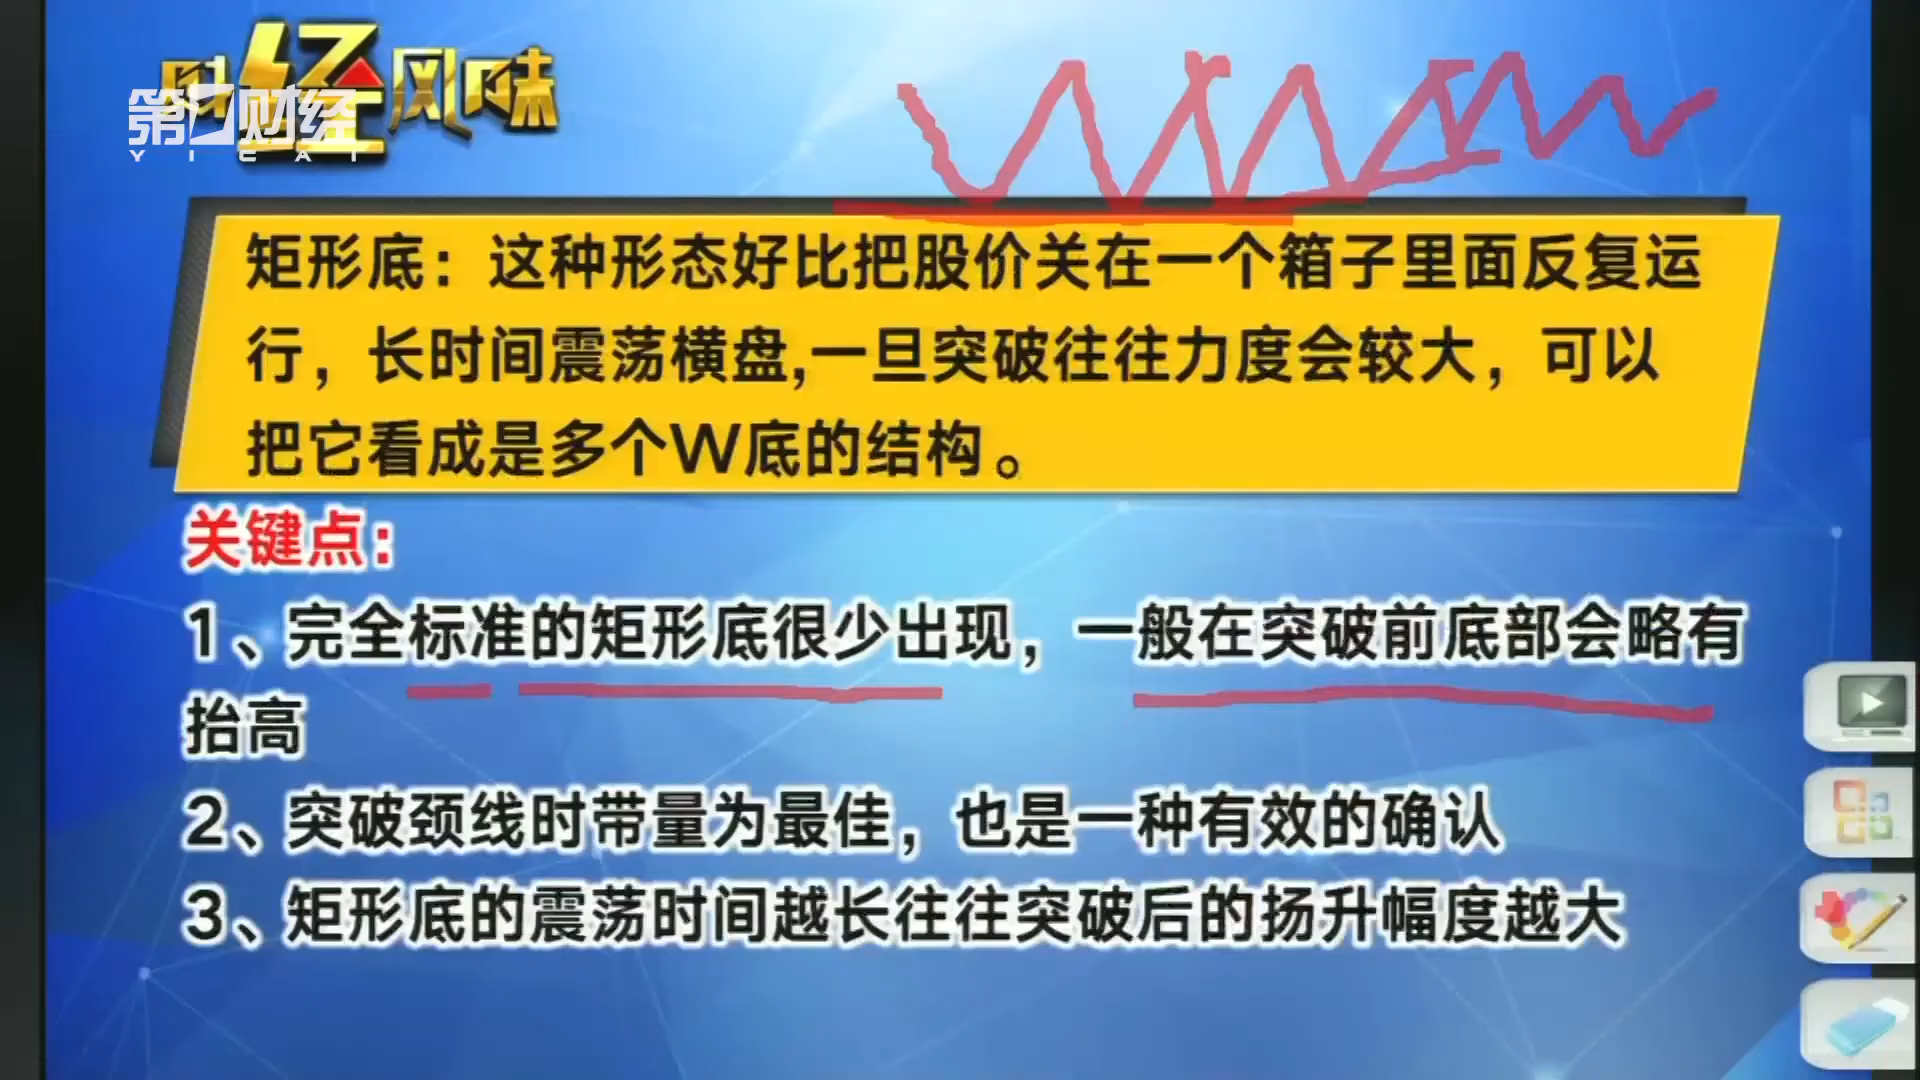 财经风味
第一财经
YICAI
矩形底：这种形态好比把股价关在一个箱子里面反复运
行，长时间震荡横盘,一旦突破往往力度会较大，可以
把它看成是多个W底的结构。
关键点：
1、完全标准的矩形底很少出现，一般在突破前底部会略有
抬高
2、突破颈线时带量为最佳，也是一种有效的确认
3、矩形底的震荡时间越长往往突破后的扬升幅度越大